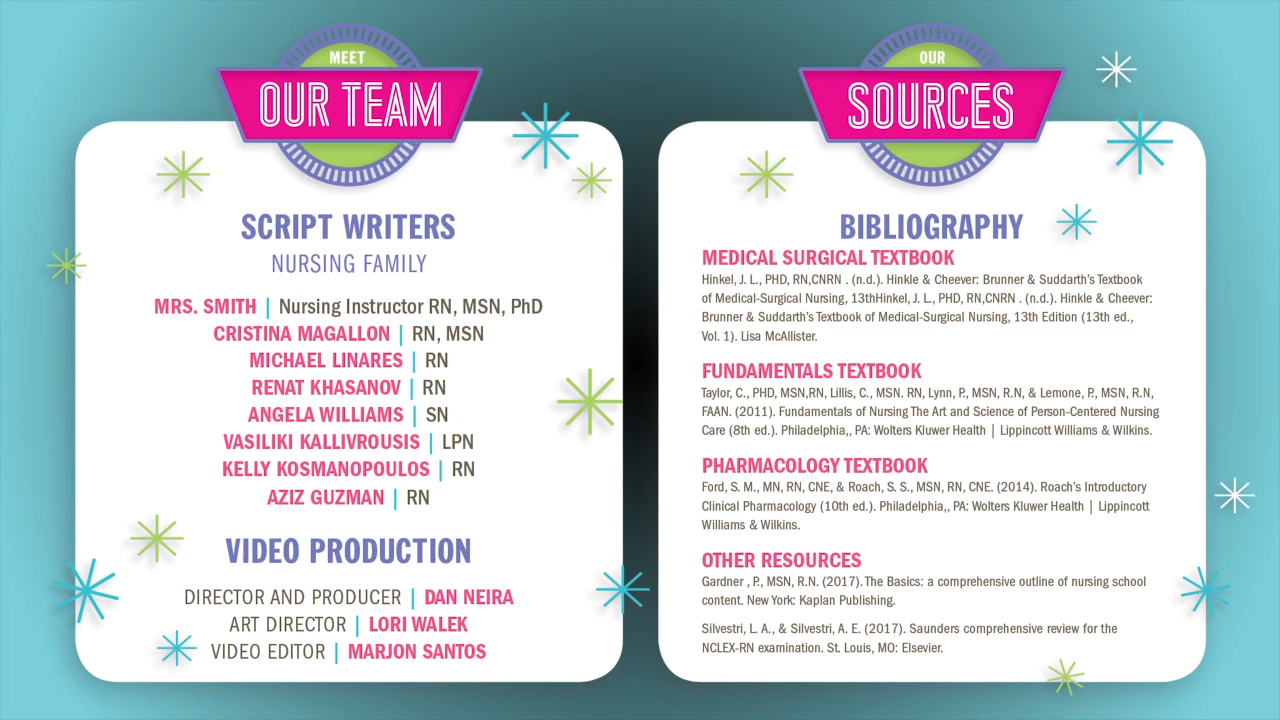 MEET
OUR TEAM
SCRIPT WRITERS
NURSING FAMILY
MRS. SMITH | Nursing Instructor RN, MSN, PhD
CRISTINA MAGALLON | RN, MSN
MICHAEL LINARES | RN
RENAT KHASANOV | RN
ANGELA WILLIAMS | SN
VASILIKI KALLIVROUSIS | LPN
KELLY KOSMANOPOULOS | RN
AZIZ GUZMAN | RN
VIDEO PRODUCTION
DIRECTOR AND PRODUCER | DAN NEIRA
ART DIRECTOR | LORI WALEK
VIDEO EDITOR | MARJON SANTOS
OUR
SOURCES
BIBLIOGRAPHY
MEDICAL SURGICAL TEXTBOOK
Hinkel, J. L., PHD, RN,CNRN . (n.d.). Hinkle & Cheever: Brunner & Suddarth's Textbook
of Medical-Surgical Nursing, 13thHinkel, J. L., PHD, RN,CNRN . (n.d.). Hinkle & Cheever:
Brunner & Suddarth's Textbook of Medical-Surgical Nursing, 13th Edition (13th ed.,
Vol. 1). Lisa McAllister.
FUNDAMENTALS TEXTBOOK
Taylor, C., PHD, MSN,RN, Lillis, C., MSN. RN, Lynn, P., MSN, R.N, & Lemone, P., MSN, R.N,
FAAN. (2011). Fundamentals of Nursing The Art and Science of Person-Centered Nursing
Care (8th ed.). Philadelphia,, PA: Wolters Kluwer Health | Lippincott Williams & Wilkins.
PHARMACOLOGY TEXTBOOK
Ford, S. M., MN, RN, CNE, & Roach, S. S., MSN, RN, CNE. (2014). Roach's Introductory
Clinical Pharmacology (10th ed.). Philadelphia,, PA: Wolters Kluwer Health | Lippincott
Williams & Wilkins.
OTHER RESOURCES
Gardner , P., MSN, R.N. (2017). The Basics: a comprehensive outline of nursing school
content. New York: Kaplan Publishing.
Silvestri, L. A., & Silvestri, A. E. (2017). Saunders comprehensive review for the
NCLEX-RN examination. St. Louis, MO: Elsevier.